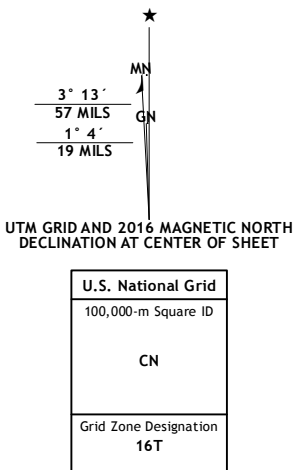 ★
MN
3° 13´
57 MILS
GN
1° 4´
19 MILS
UTM GRID AND 2016 MAGNETIC NORTH
DECLINATION AT CENTER OF SHEET
U.S. National Grid
100,000-m Square ID
CN
Grid Zone Designation
16T